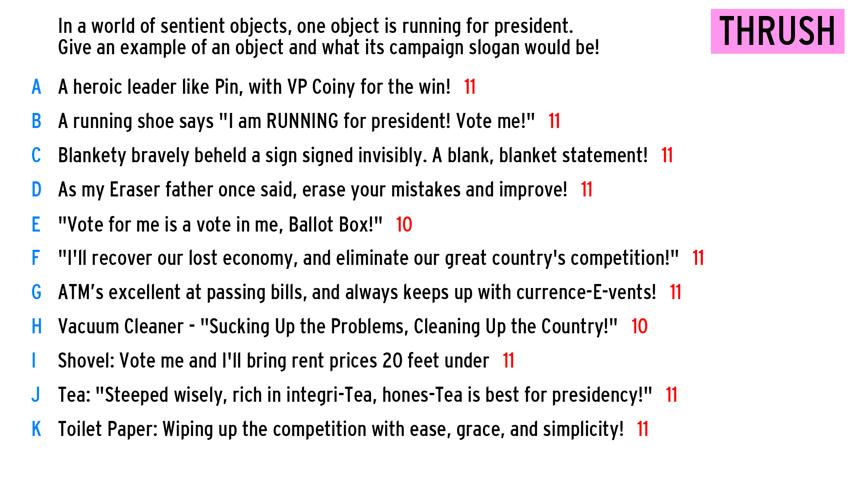 In a world of sentient objects, one object is running for president.
Give an example of an object and what its campaign slogan would be!
THRUSH
A A heroic leader like Pin, with VP Coiny for the win! 11
B A running shoe says "I am RUNNING for president! Vote me!" 11
C Blankety bravely beheld a sign signed invisibly. A blank, blanket statement! 11
D As my Eraser father once said, erase your mistakes and improve! 11
E "Vote for me is a vote in me, Ballot Box!" 10
F "I'll recover our lost economy, and eliminate our great country's competition!" 11
G ATM's excellent at passing bills, and always keeps up with currence-E-vents! 11
H Vacuum Cleaner - "Sucking Up the Problems, Cleaning Up the Country!" 10
I Shovel: Vote me and I'll bring rent prices 20 feet under 11
J Tea: "Steeped wisely, rich in integri-Tea, hones-Tea is best for presidency!" 11
K Toilet Paper: Wiping up the competition with ease, grace, and simplicity! 11